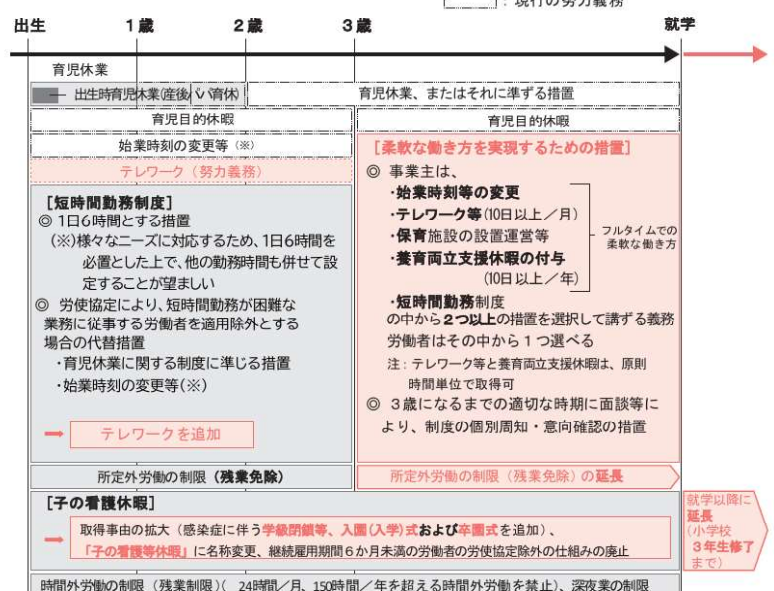 ：現行の努力義務
出生　1歳　2歳　3歳　就学
育児休業
出生時育児休業(産後パパ育休)
育児休業、またはそれに準ずる措置
育児目的休暇
始業時刻の変更等（※）
テレワーク（努力義務）
［短時間勤務制度］
◎ 1日6時間とする措置
（※）様々なニーズに対応するため、1日6時間を
必置とした上で、他の勤務時間も併せて設
定することが望ましい
◎ 労使協定により、短時間勤務が困難な
業務に従事する労働者を適用除外とする
場合の代替措置
・育児休業に関する制度に準じる措置
・始業時刻の変更等(※)
テレワークを追加
所定外労働の制限（残業免除）
育児目的休暇
［柔軟な働き方を実現するための措置］
◎ 事業主は、
・始業時刻等の変更
・テレワーク等(10日以上／月)
・保育施設の設置運営等
・養育両立支援休暇の付与
(10日以上／年)
フルタイムでの
柔軟な働き方
・短時間勤務制度
の中から2つ以上の措置を選択して講ずる義務
労働者はその中から１つ選べる
注：テレワーク等と養育両立支援休暇は、原則
時間単位で取得可
◎ ３歳になるまでの適切な時期に面談等に
より、制度の個別周知・意向確認の措置
所定外労働の制限（残業免除）の延長
［子の看護休暇］
取得事由の拡大（感染症に伴う学級閉鎖等、入園(入学)式および卒園式を追加）、
「子の看護等休暇」に名称変更、継続雇用期間６か月未満の労働者の労使協定除外の仕組みの廃止
就学以降に
延長
（小学校
３年生修了
まで）
時間外労働の制限（残業制限）（ 24時間／月、150時間／年を超える時間外労働を禁止）、深夜業の制限